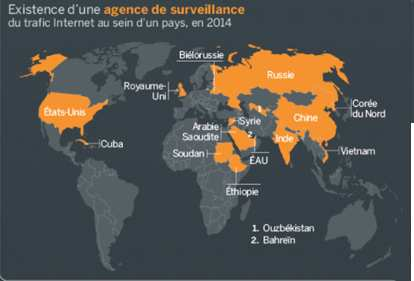 Existence d'une agence de surveillance
du trafic Internet au sein d'un pays, en 2014
Biélorussie
Russie
Royaume-
Uni
États-Unis
Corée
du Nord
Syrie
1.
Chine
Arabie
Saoudite
2.
Inde
Cuba
Soudan
ÉAU
Vietnam
Éthiopie
1. Ouzbékistan
2. Bahreïn